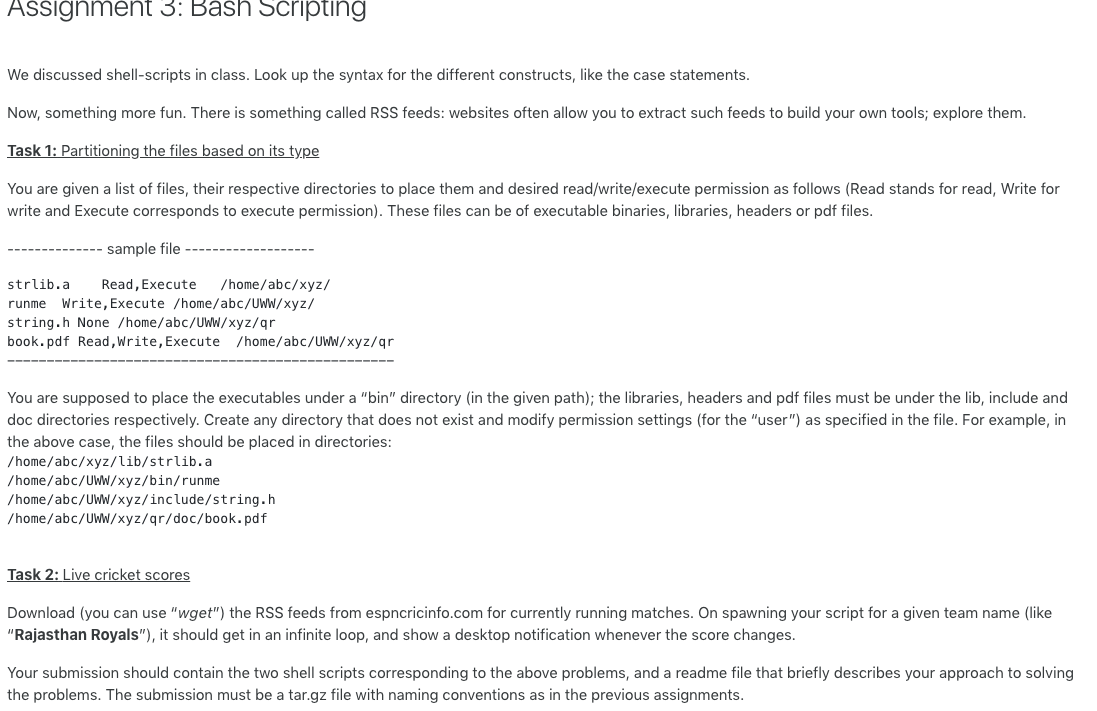 Assignment 3: Bash Scripting
We discussed shell-scripts in class. Look up the syntax for the different constructs, like the case statements.
Now, something more fun. There is something called RSS feeds: websites often allow you to extract such feeds to build your own tools; explore them.
Task 1: Partitioning the files based on its type
You are given a list of files, their respective directories to place them and desired read/write/execute permission as follows (Read stands for read, Write for
write and Execute corresponds to execute permission). These files can be of executable binaries, libraries, headers or pdf files.
-------------- sample file -------------------
strlib.a    Read,Execute   /home/abc/xyz/
runme  Write,Execute /home/abc/UWW/xyz/
string.h None /home/abc/UWW/xyz/qr
book.pdf Read,Write,Execute  /home/abc/UWW/xyz/qr
-------------------------------------------------
You are supposed to place the executables under a “bin” directory (in the given path); the libraries, headers and pdf files must be under the lib, include and
doc directories respectively. Create any directory that does not exist and modify permission settings (for the “user”) as specified in the file. For example, in
the above case, the files should be placed in directories:
/home/abc/xyz/lib/strlib.a
/home/abc/UWW/xyz/bin/runme
/home/abc/UWW/xyz/include/string.h
/home/abc/UWW/xyz/qr/doc/book.pdf
Task 2: Live cricket scores
Download (you can use “wget”) the RSS feeds from espncricinfo.com for currently running matches. On spawning your script for a given team name (like
“Rajasthan Royals”), it should get in an infinite loop, and show a desktop notification whenever the score changes.
Your submission should contain the two shell scripts corresponding to the above problems, and a readme file that briefly describes your approach to solving
the problems. The submission must be a tar.gz file with naming conventions as in the previous assignments.